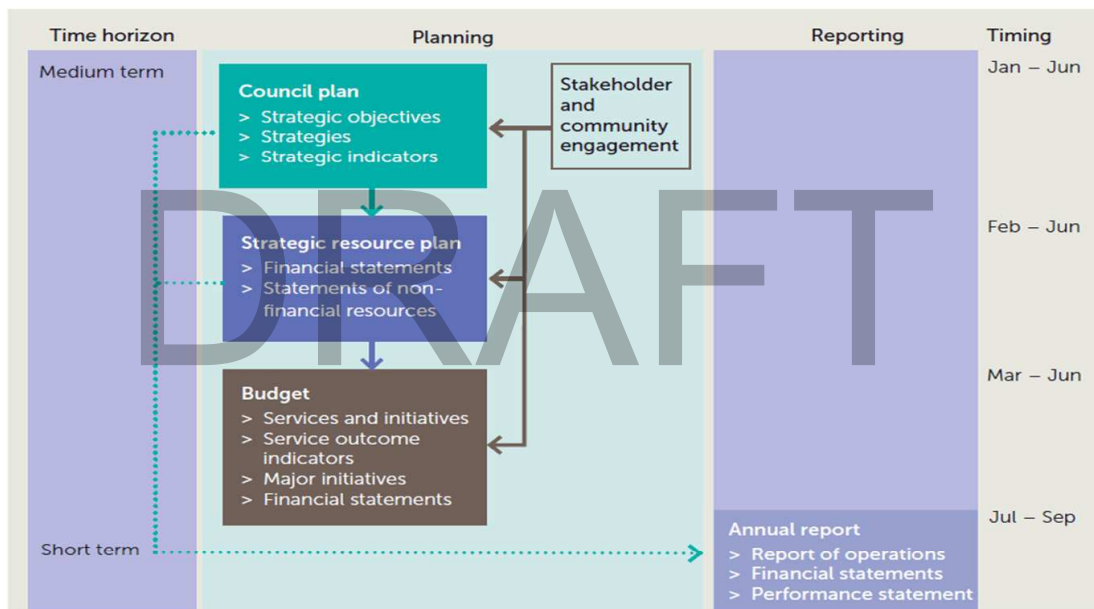 Time horizon
Planning
Reporting
Timing
Medium term
Jan – Jun
Council plan
> Strategic objectives
> Strategies
> Strategic indicators
Stakeholder
and
community
engagement
DRAFT
Feb – Jun
Strategic resource plan
> Financial statements
> Statements of non-
financial resources
Mar – Jun
Budget
> Services and initiatives
> Service outcome
indicators
> Major initiatives
> Financial statements
Jul – Sep
Short term
Annual report
> Report of operations
> Financial statements
> Performance statement